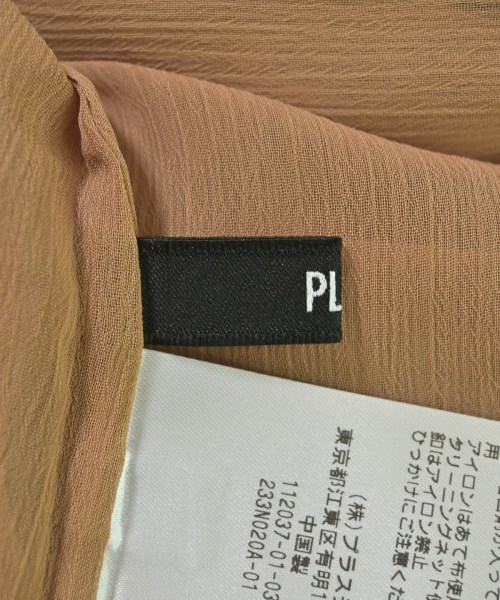 PL
用
アイロンはあて布使
クリーニングネット使
釦はアイロン禁止
ひっかけにご注意くだ
(株)プラス
東京都江東区有明1
中国製
112037-01-03
233N020A-01